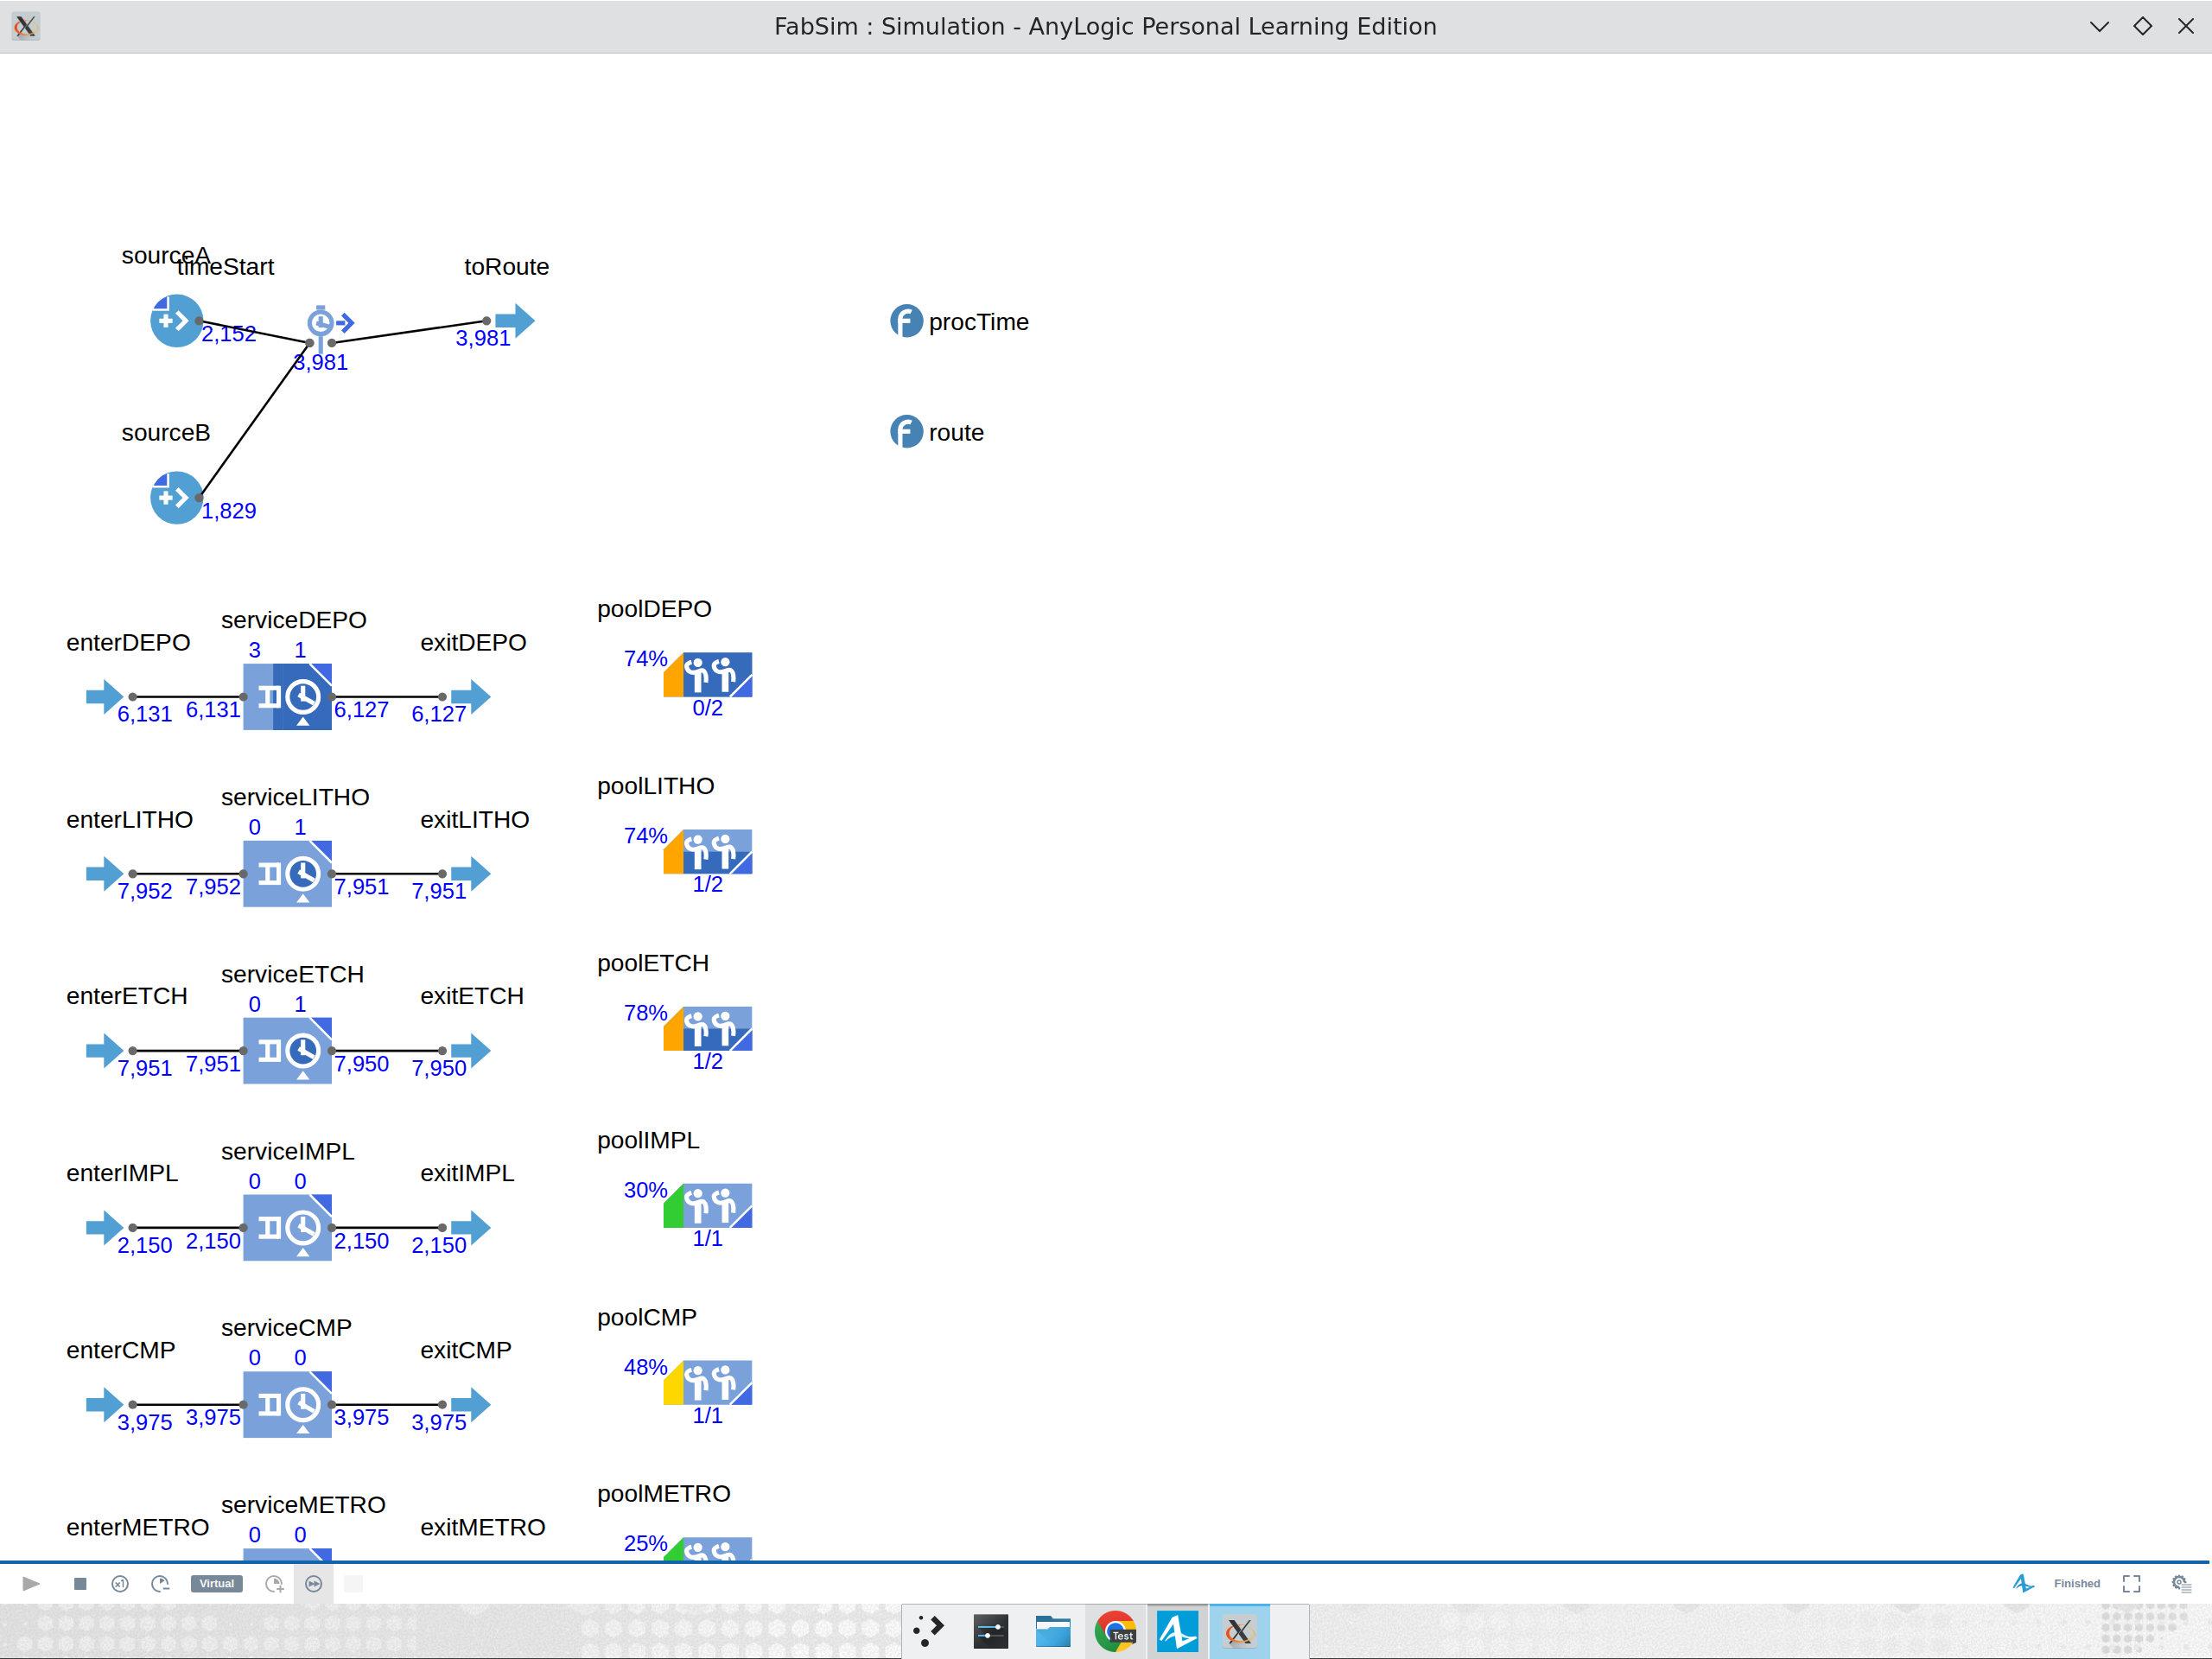 FabSim : Simulation - AnyLogic Personal Learning Edition
sourceA
timeStart
toRoute
2,152
3,981
3,981
procTime
sourceB
route
1,829
poolDEPO
serviceDEPO
enterDEPO
3 1
exitDEPO
74%
6,131 6,131 6,127 6,127
0/2
poolLITHO
serviceLITHO
enterLITHO
0 1
exitLITHO
74%
7,952 7,952 7,951 7,951
1/2
poolETCH
serviceETCH
enterETCH
0 1
exitETCH
78%
7,951 7,951 7,950 7,950
1/2
poolIMPL
serviceIMPL
enterIMPL
0 0
exitIMPL
30%
2,150 2,150 2,150 2,150
1/1
poolCMP
serviceCMP
enterCMP
0 0
exitCMP
48%
3,975 3,975 3,975 3,975
1/1
poolMETRO
serviceMETRO
enterMETRO
0 0
exitMETRO
25%
x1
Virtual
Finished
Test